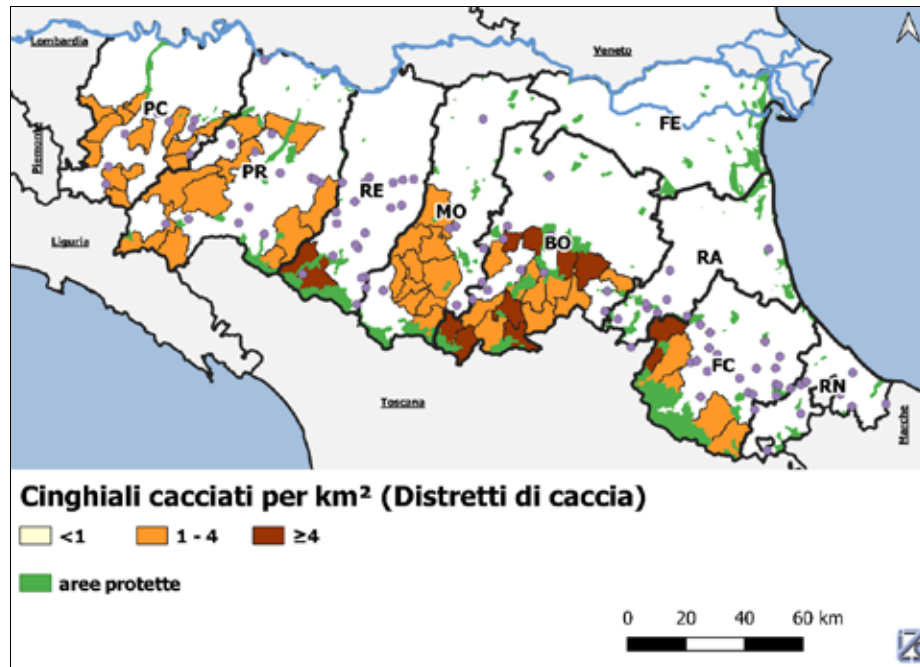 Lombardia
Veneto
PC
FE
Piemonte
PR
RE
MO
Liguria
BO
RA
FC
RN
Toscana
Marche
Cinghiali cacciati per km² (Distretti di caccia)
<1 1 - 4 ≥4
aree protette
0 20 40 60 km